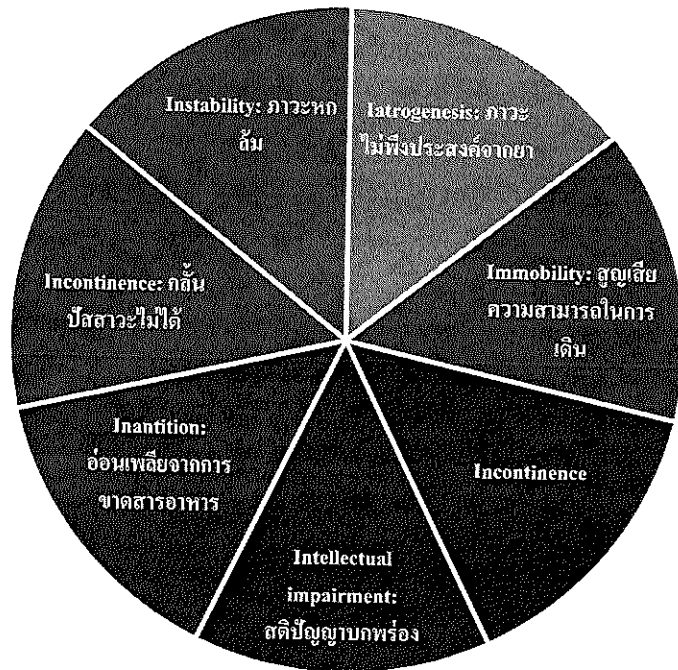 Instability: ภาวะหก
ล้ม
Iatrogenesis: ภาวะ
ไม่พึงประสงค์จากยา
Immobility: สูญเสีย
ความสามารถในการ
เดิน
Incontinence
Intellectual
impairment:
สติปัญญาบกพร่อง
Inantition:
อ่อนเพลียจากการ
ขาดสารอาหาร
Incontinence: กลั้น
ปัสสาวะไม่ได้